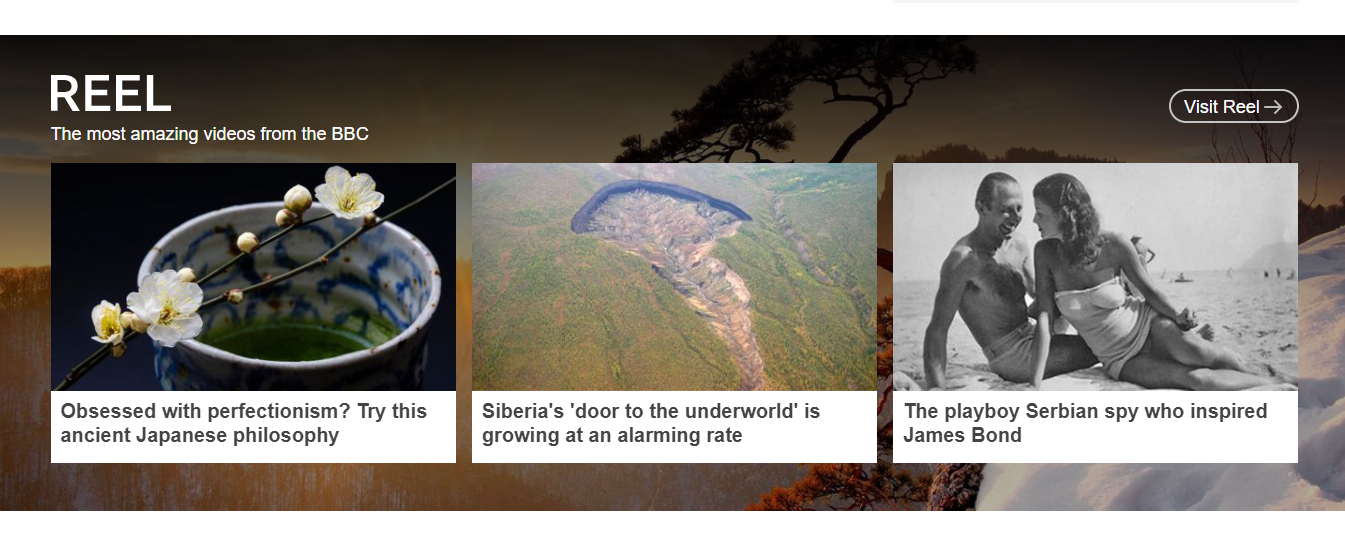 REEL
The most amazing videos from the BBC
Visit Reel
Obsessed with perfectionism? Try this
ancient Japanese philosophy
Siberia's 'door to the underworld' is
growing at an alarming rate
The playboy Serbian spy who inspired
James Bond